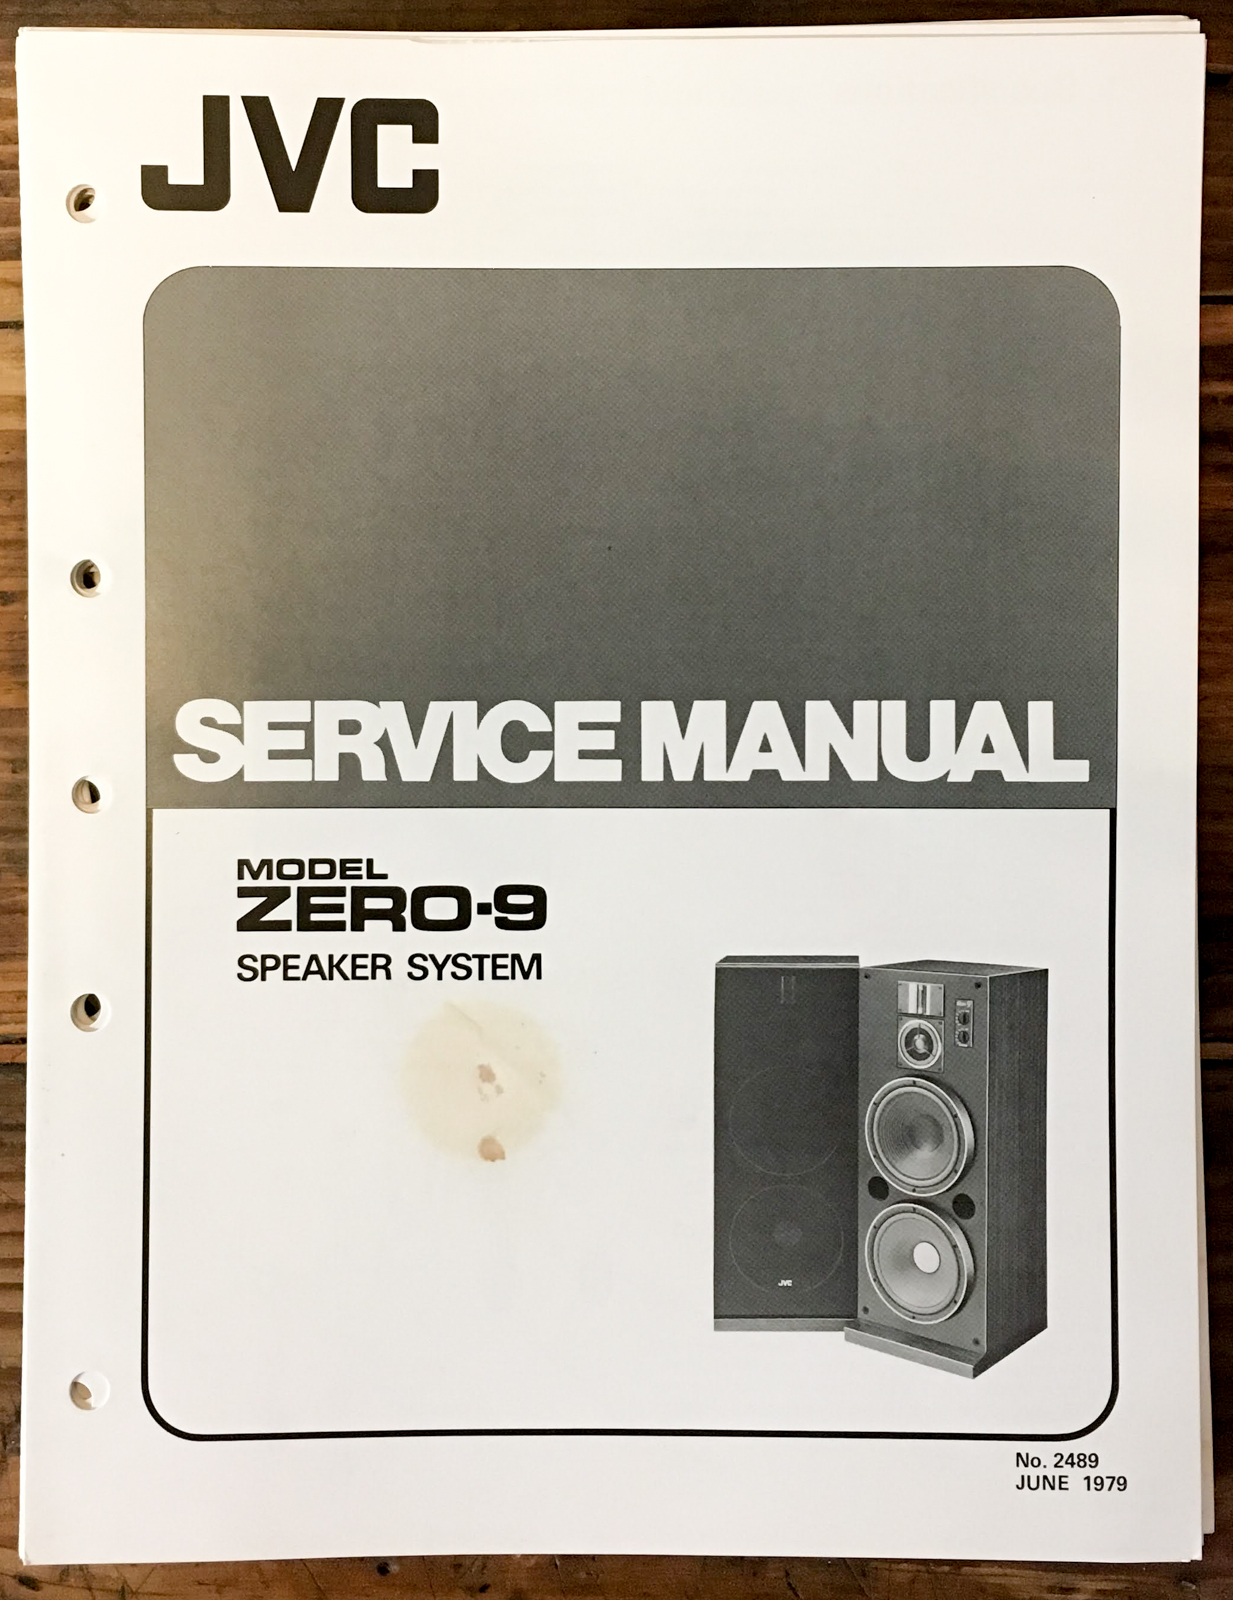 JVC
SERVICE MANUAL
MODEL
ZERO-9
SPEAKER SYSTEM
JVC
No. 2489
JUNE 1979